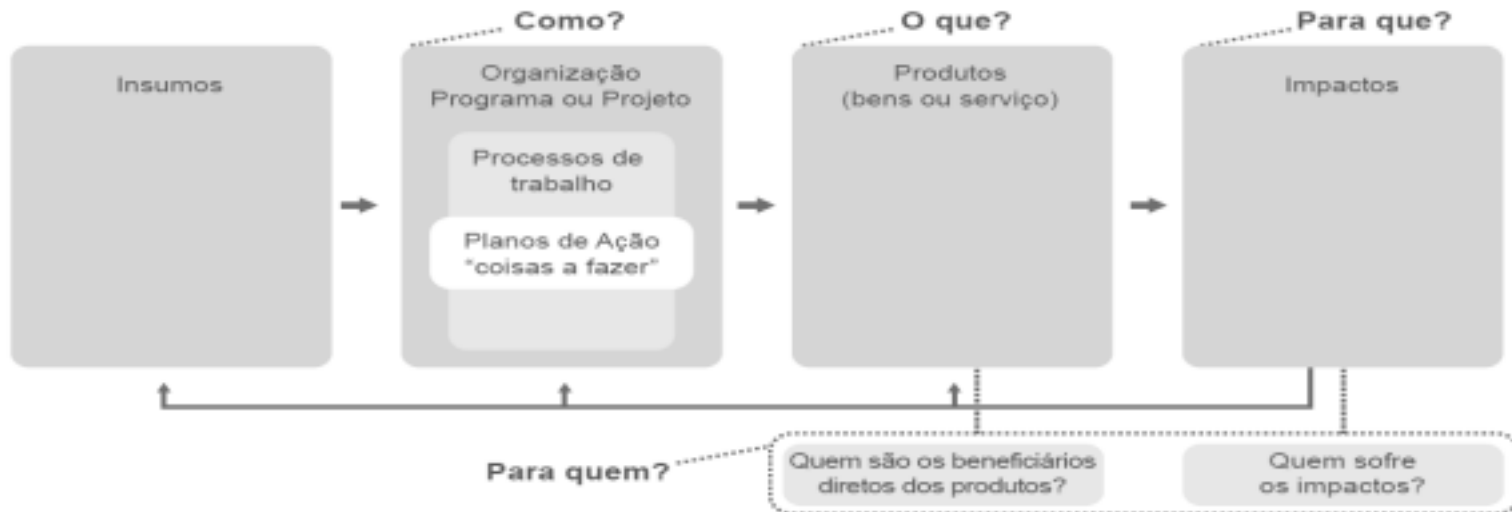 Como?
O que?
Para que?
Insumos
Organização
Programa ou Projeto
Processos de
trabalho
Planos de Ação
“coisas a fazer”
Produtos
(bens ou serviço)
Impactos
Para quem?
Quem são os beneficiários
diretos dos produtos?
Quem sofre
os impactos?